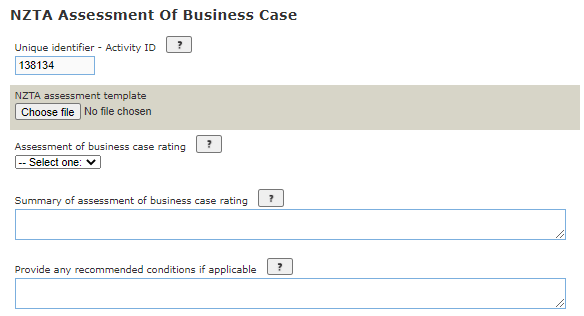 NZTA Assessment Of Business Case
Unique identifier - Activity ID ?
138134
NZTA assessment template
Choose file No file chosen
Assessment of business case rating ?
-- Select one:
Summary of assessment of business case rating ?
Provide any recommended conditions if applicable ?